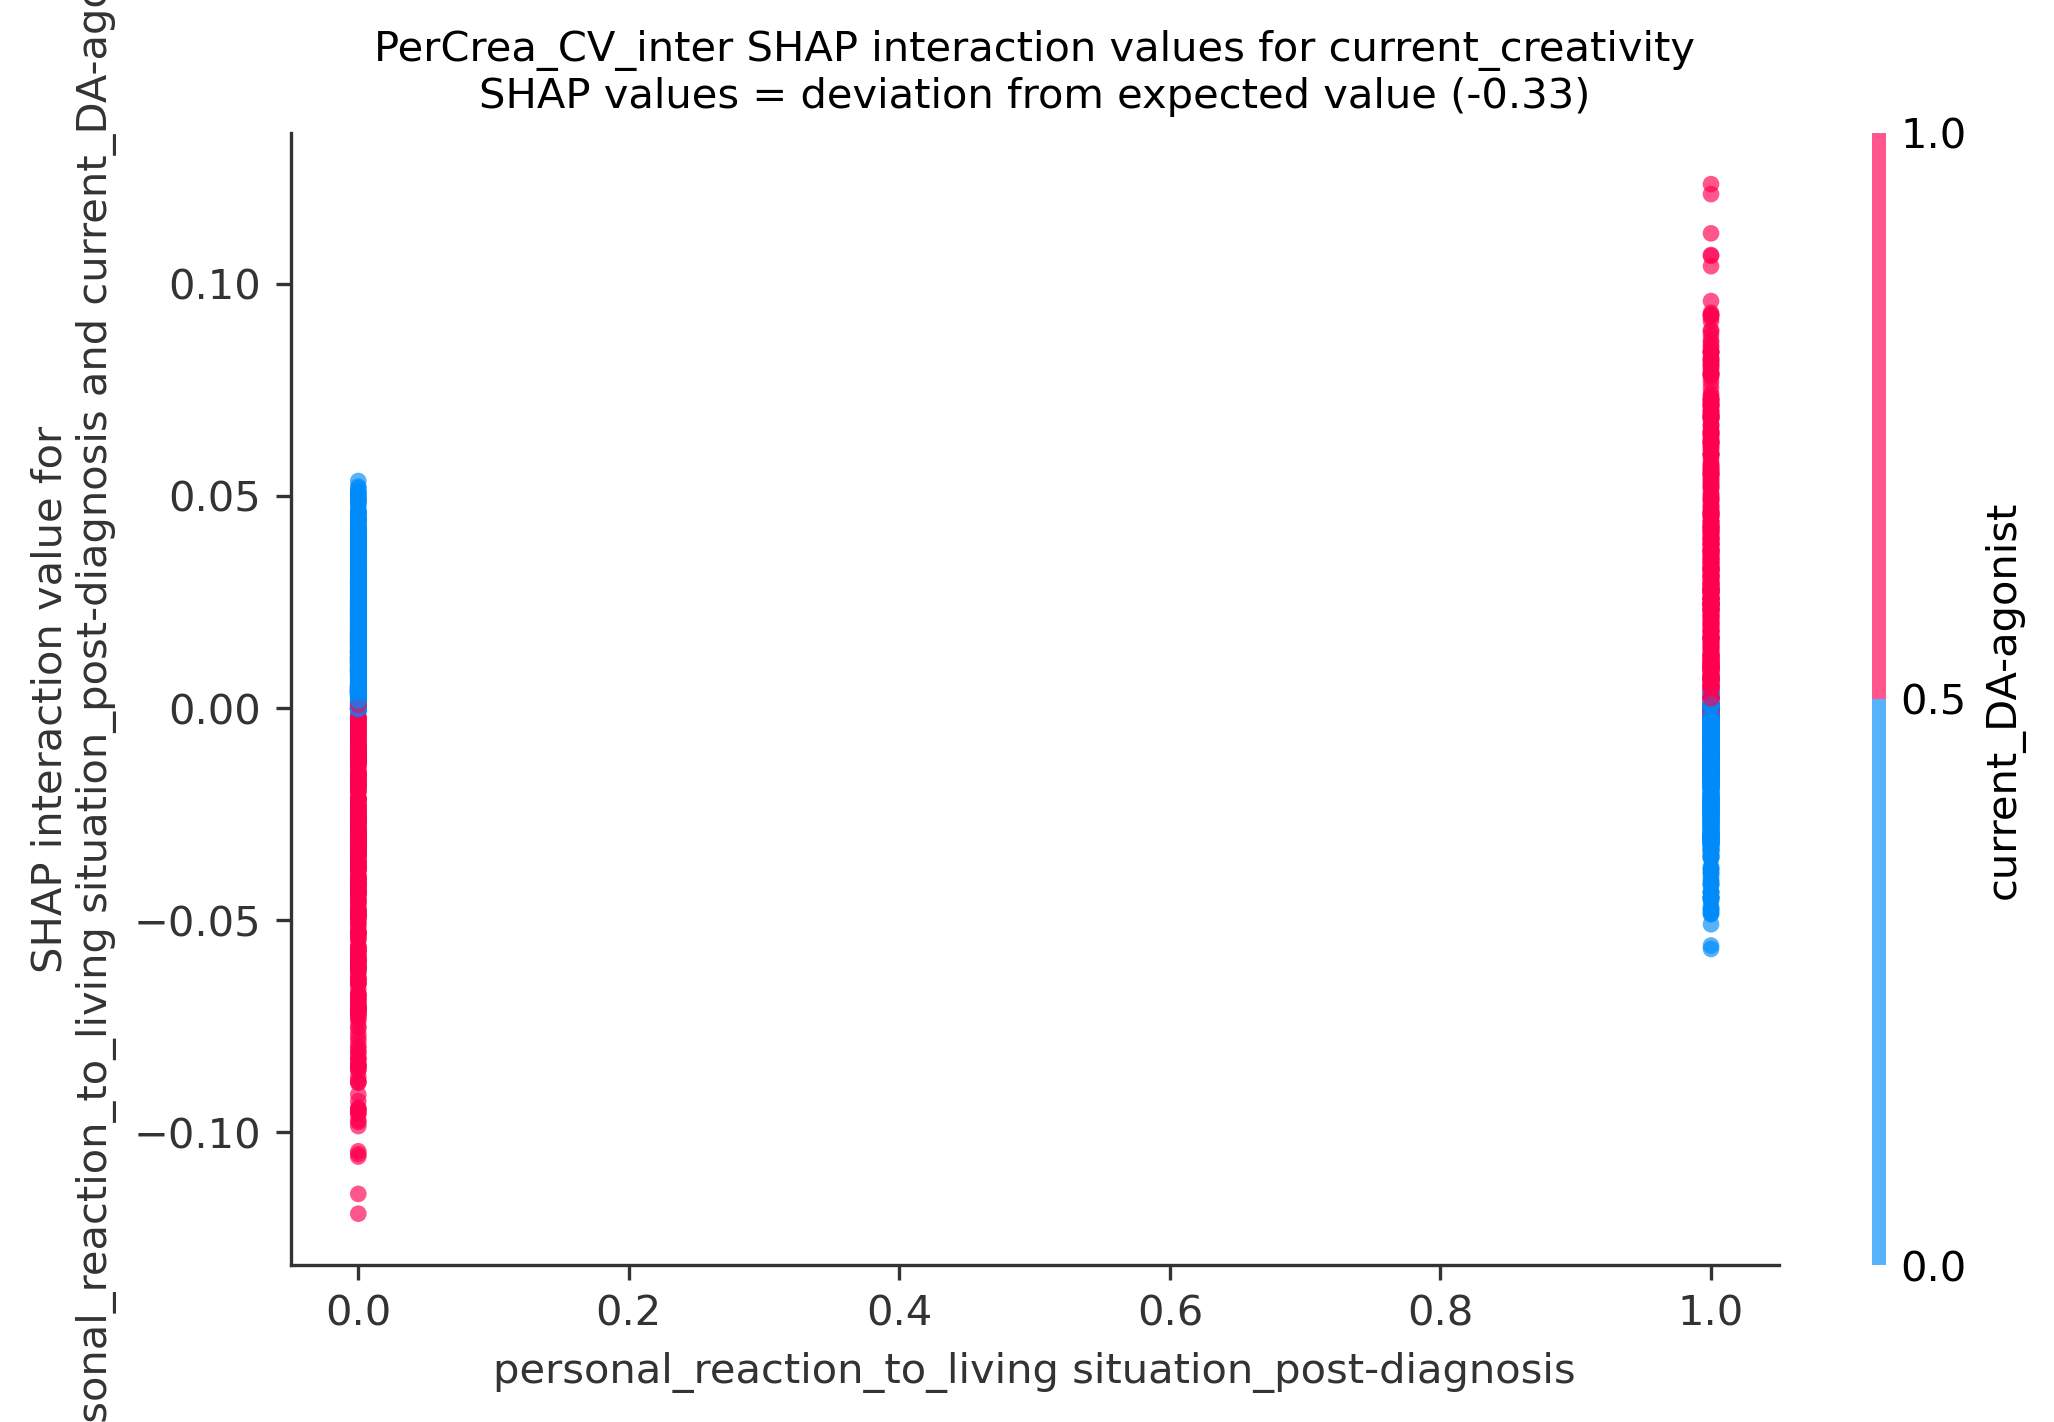 PerCrea_CV_inter SHAP interaction values for current_creativity
SHAP values = deviation from expected value (-0.33)
SHAP interaction value for
sonal_reaction_to_living situation_post-diagnosis and current_DA-ago
0.10
0.05
0.00
−0.05
−0.10
0.0
0.2
0.4
0.6
0.8
1.0
personal_reaction_to_living situation_post-diagnosis
1.0
0.5
0.0
current_DA-agonist